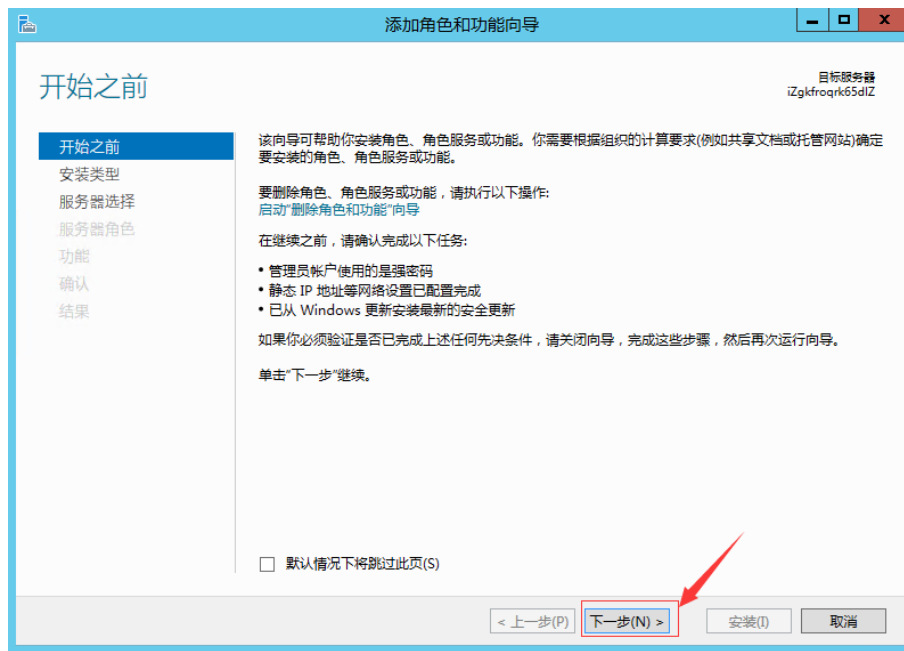 添加角色和功能向导
开始之前
目标服务器
iZgkfroqrk65dlZ
开始之前
安装类型
服务器选择
服务器角色
功能
确认
结果
该向导可帮助你安装角色、角色服务或功能。你需要根据组织的计算要求(例如共享文档或托管网站)确定
要安装的角色、角色服务或功能。
要删除角色、角色服务或功能，请执行以下操作:
启动"删除角色和功能"向导
在继续之前，请确认完成以下任务:
• 管理员帐户使用的是强密码
• 静态 IP 地址等网络设置已配置完成
• 已从 Windows 更新安装最新的安全更新
如果你必须验证是否已完成上述任何先决条件，请关闭向导，完成这些步骤，然后再次运行向导。
单击"下一步"继续。
默认情况下将跳过此页(S)
< 上一步(P) 下一步(N) > 安装(I) 取消